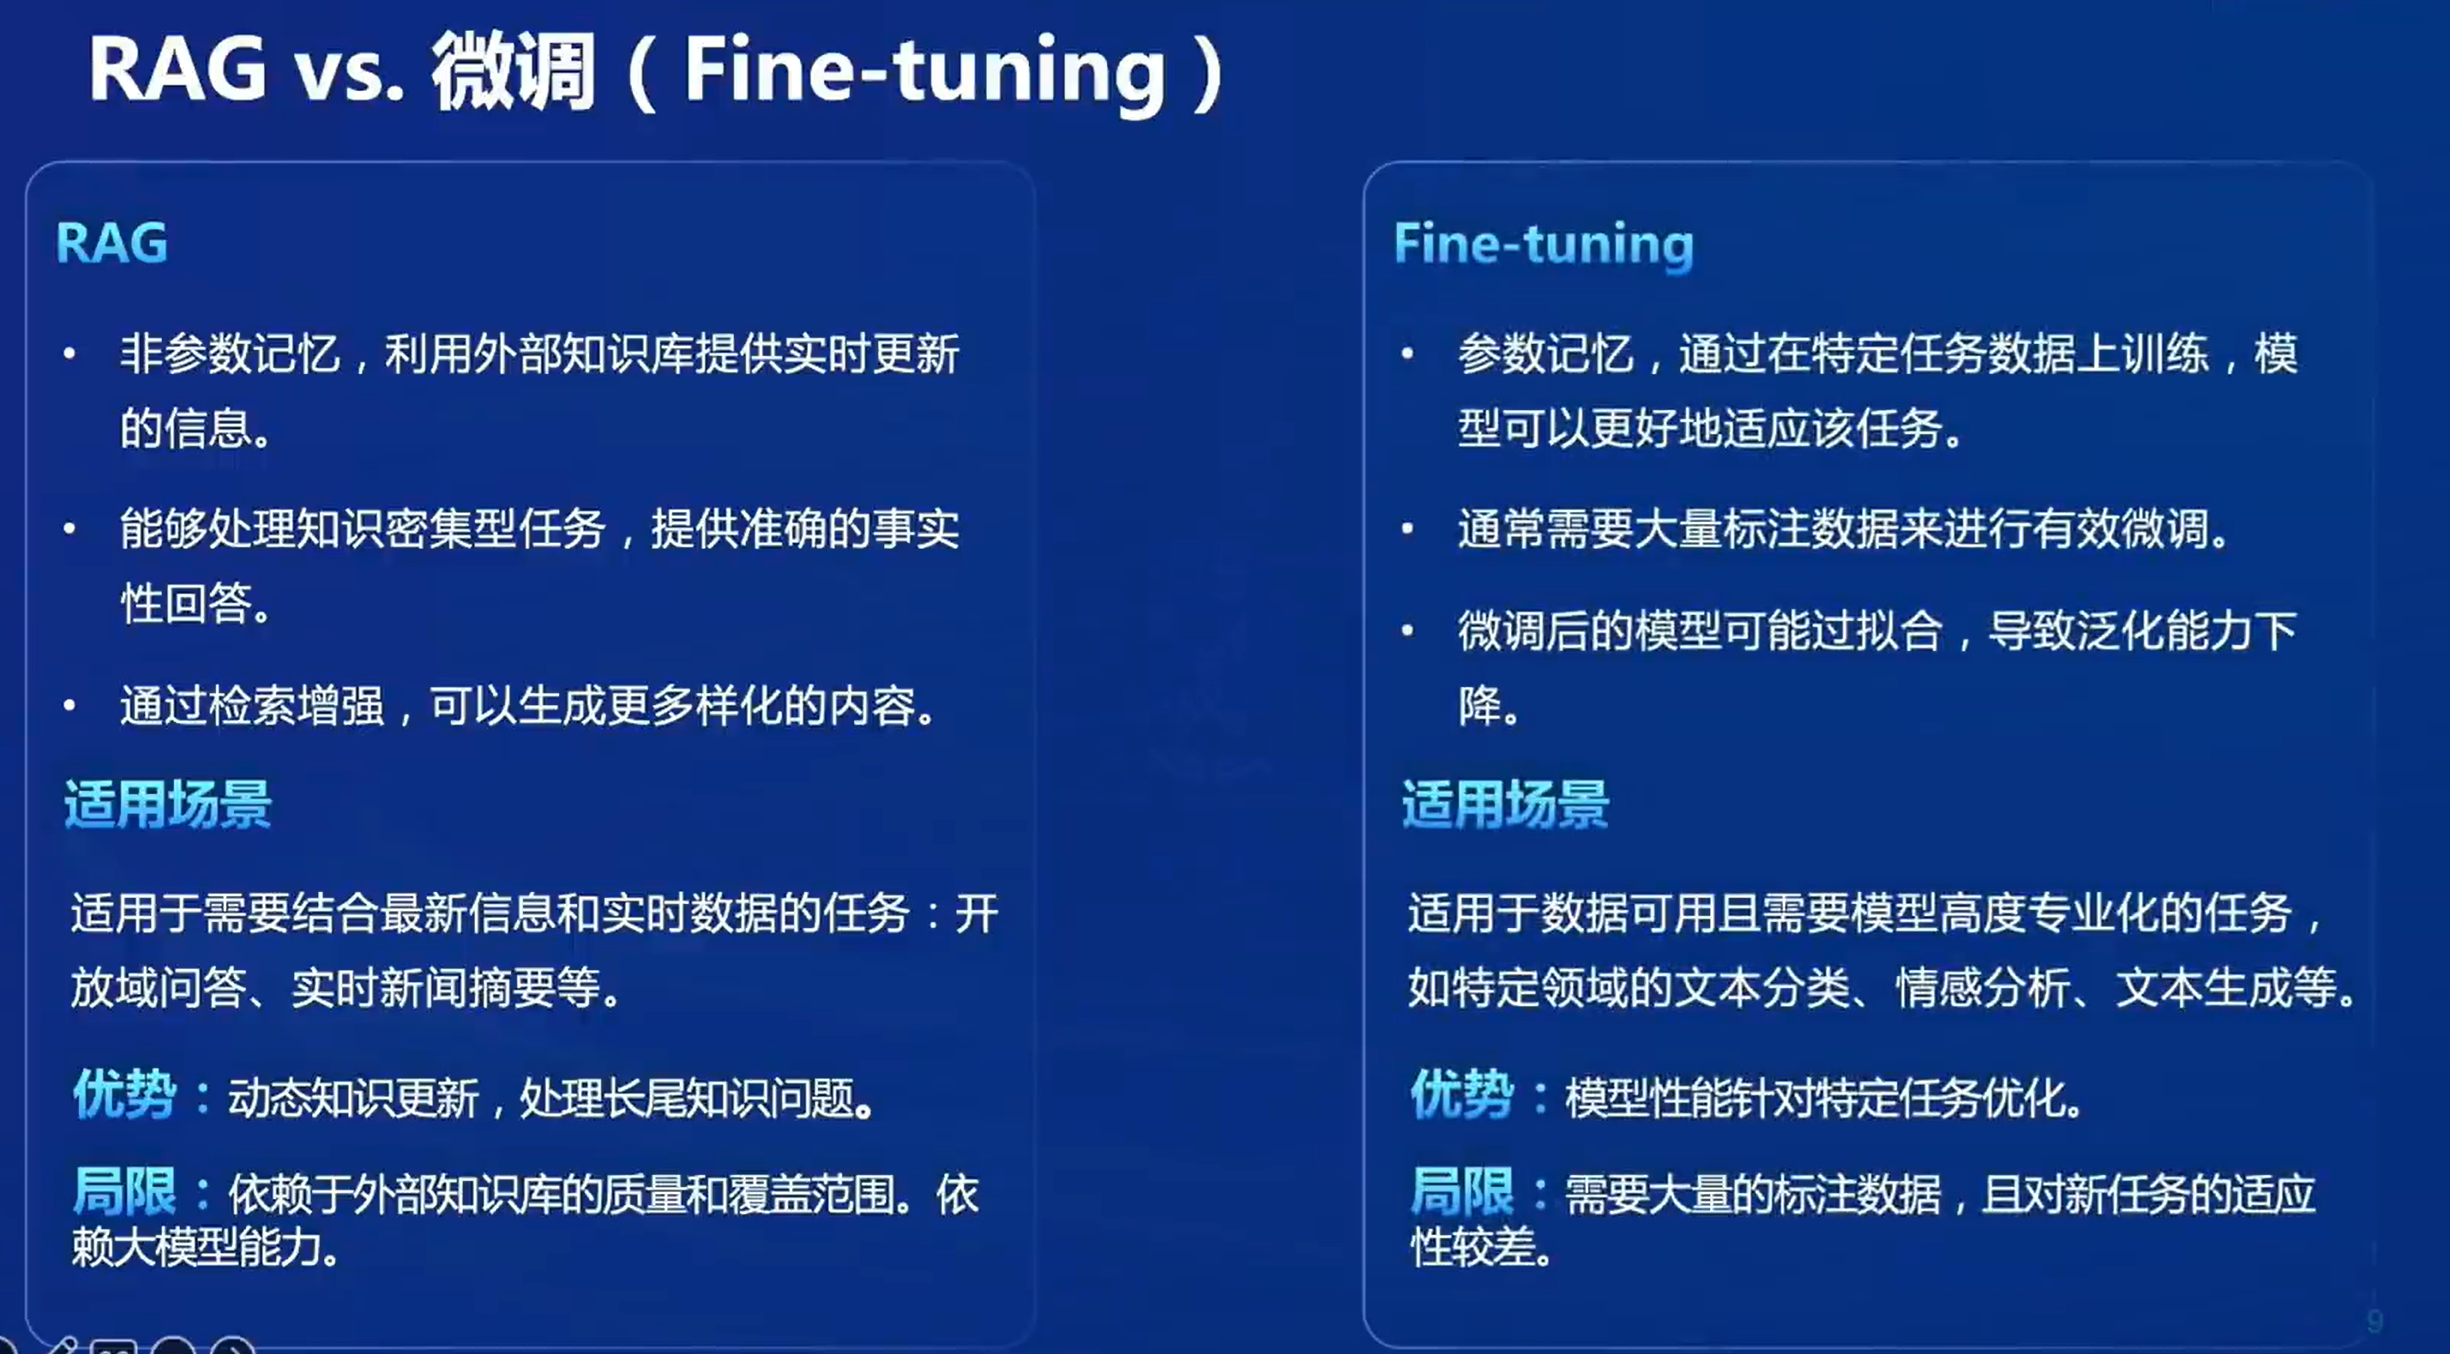 RAG vs. 微调（Fine-tuning）
RAG
• 非参数记忆，利用外部知识库提供实时更新
的信息。
• 能够处理知识密集型任务，提供准确的事实
性回答。
• 通过检索增强，可以生成更多样化的内容。
适用场景
适用于需要结合最新信息和实时数据的任务：开
放域问答、实时新闻摘要等。
优势：动态知识更新，处理长尾知识问题。
局限：依赖于外部知识库的质量和覆盖范围。依
赖大模型能力。
Fine-tuning
• 参数记忆，通过在特定任务数据上训练，模
型可以更好地适应该任务。
• 通常需要大量标注数据来进行有效微调。
• 微调后的模型可能过拟合，导致泛化能力下
降。
适用场景
适用于数据可用且需要模型高度专业化的任务，
如特定领域的文本分类、情感分析、文本生成等。
优势：模型性能针对特定任务优化。
局限：需要大量的标注数据，且对新任务的适应
性较差。
9